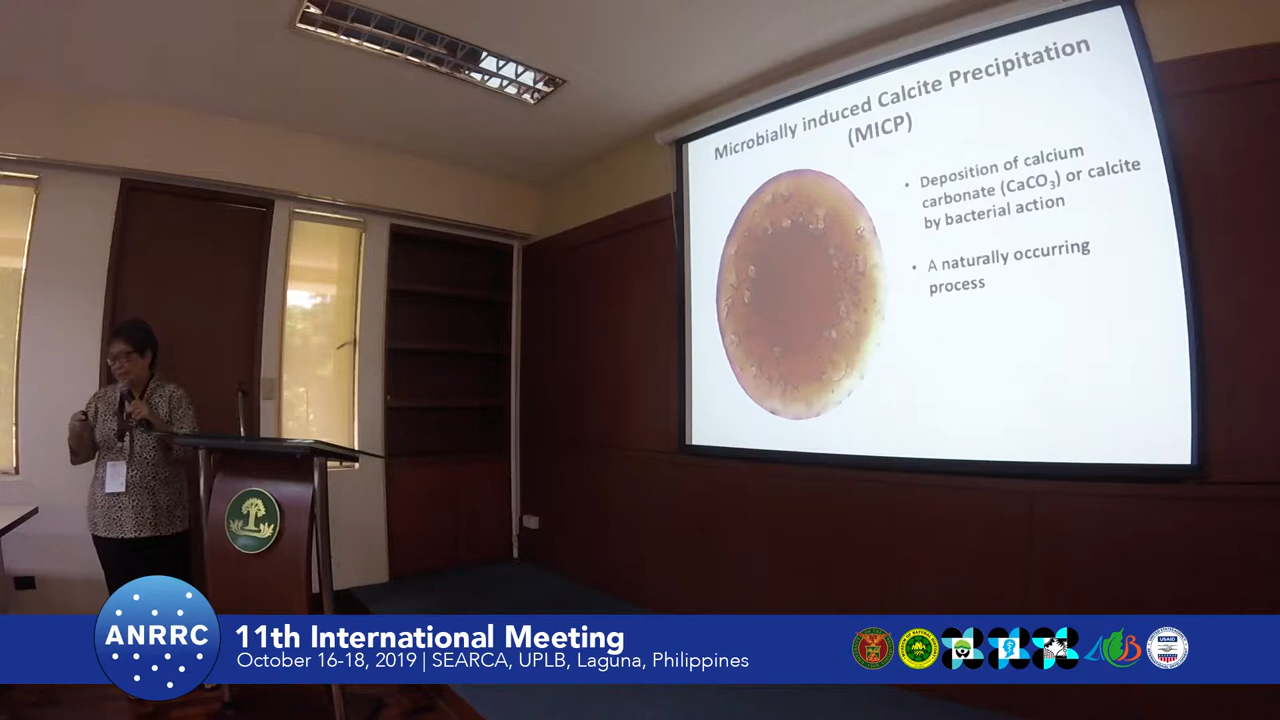 Microbially induced Calcite Precipitation
(MICP)
• Deposition of calcium
carbonate (CaCO₃) or calcite
by bacterial action
• A naturally occurring
process
ANRRC
11th International Meeting
October 16-18, 2019 | SEARCA, UPLB, Laguna, Philippines
USAID